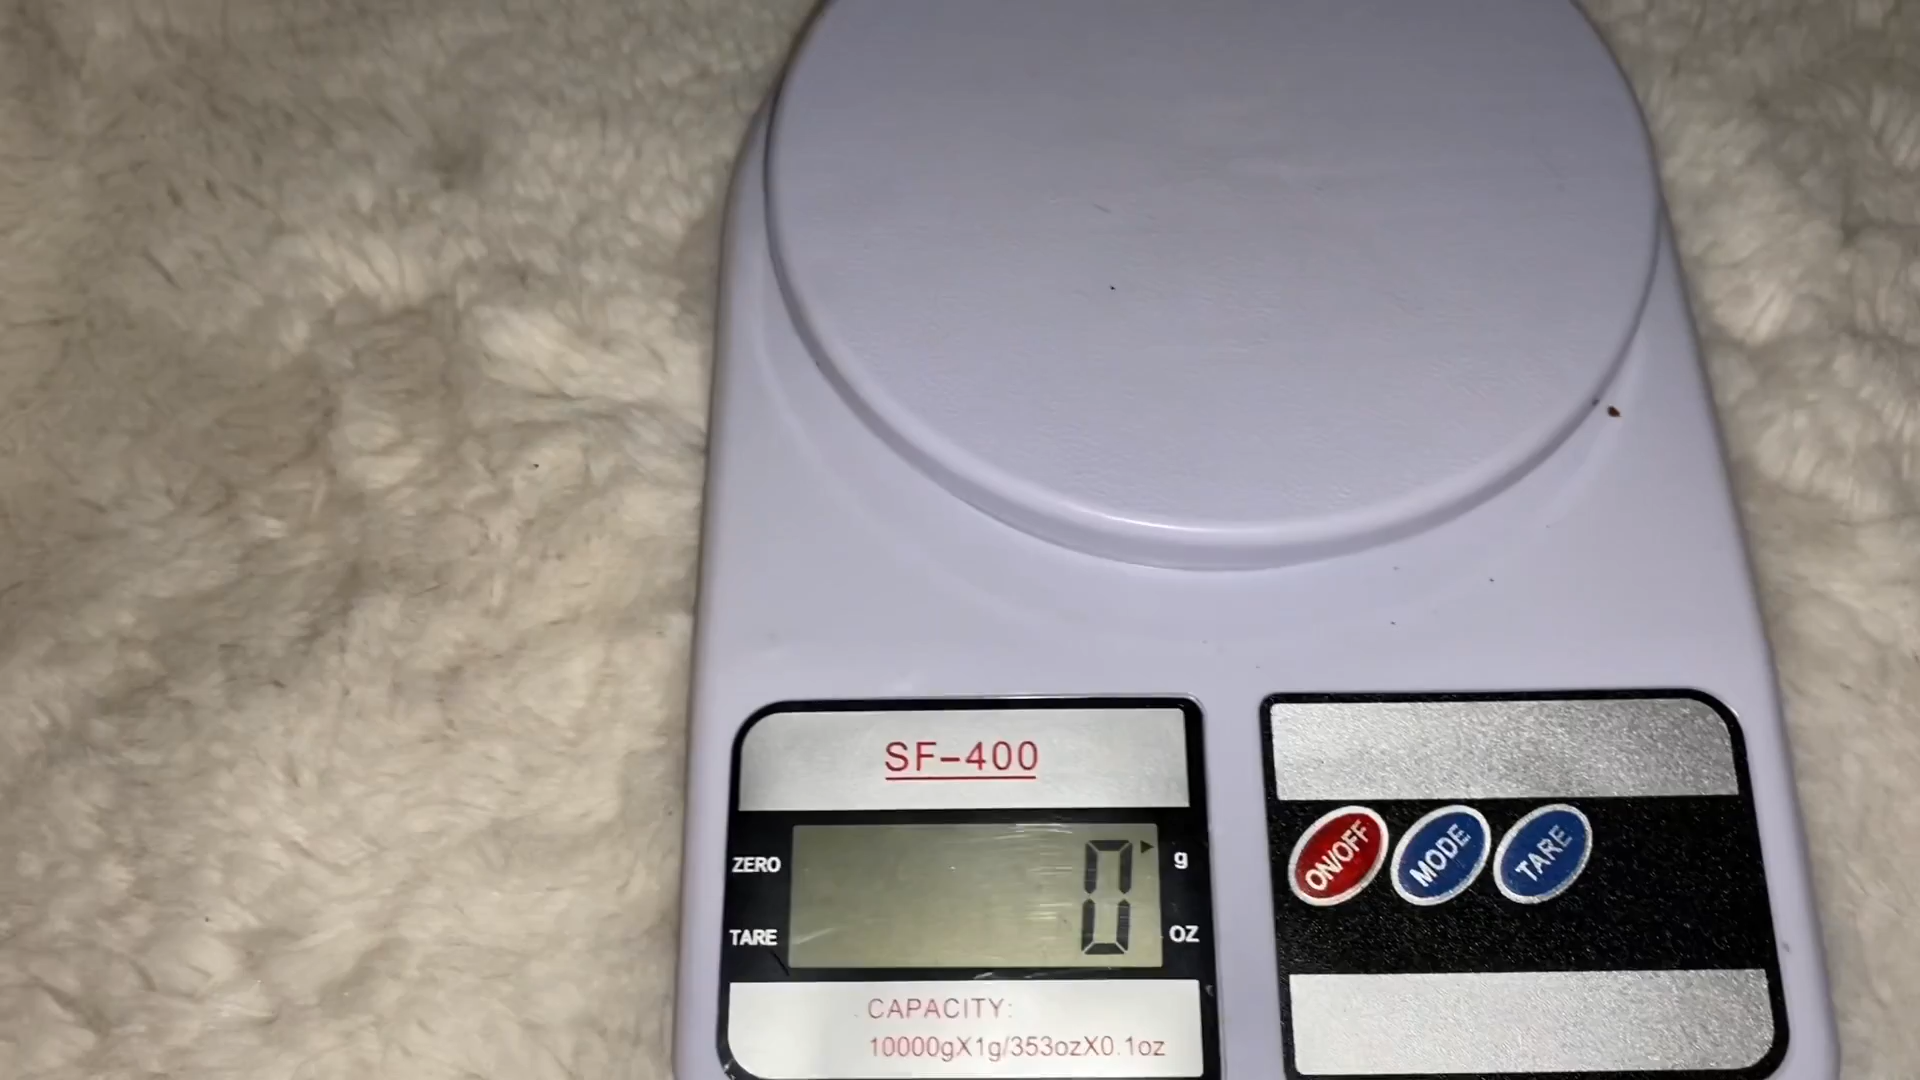 SF-400
ZERO
0
g
TARE
OZ
CAPACITY:
10000gX1g/353ozX0.1oz
ON/OFF
MODE
TARE